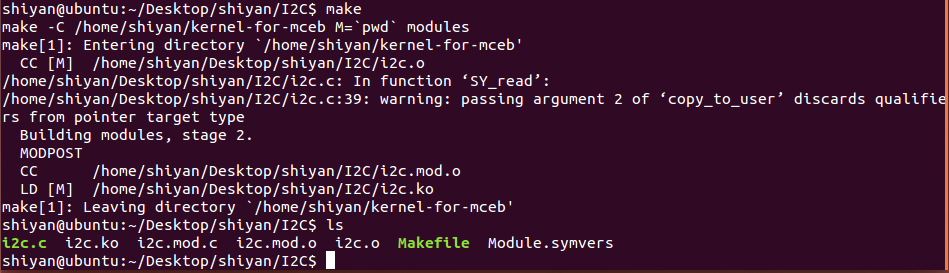 shiyan@ubuntu:~/Desktop/shiyan/I2C$ make
make -C /home/shiyan/kernel-for-mceb M=`pwd` modules
make[1]: Entering directory `/home/shiyan/kernel-for-mceb'
  CC [M]  /home/shiyan/Desktop/shiyan/I2C/i2c.o
/home/shiyan/Desktop/shiyan/I2C/i2c.c: In function ‘SY_read’:
/home/shiyan/Desktop/shiyan/I2C/i2c.c:39: warning: passing argument 2 of ‘copy_to_user’ discards qualifie
rs from pointer target type
  Building modules, stage 2.
  MODPOST
  CC      /home/shiyan/Desktop/shiyan/I2C/i2c.mod.o
  LD [M]  /home/shiyan/Desktop/shiyan/I2C/i2c.ko
make[1]: Leaving directory `/home/shiyan/kernel-for-mceb'
shiyan@ubuntu:~/Desktop/shiyan/I2C$ ls
i2c.c  i2c.ko  i2c.mod.c  i2c.mod.o  i2c.o  Makefile  Module.symvers
shiyan@ubuntu:~/Desktop/shiyan/I2C$